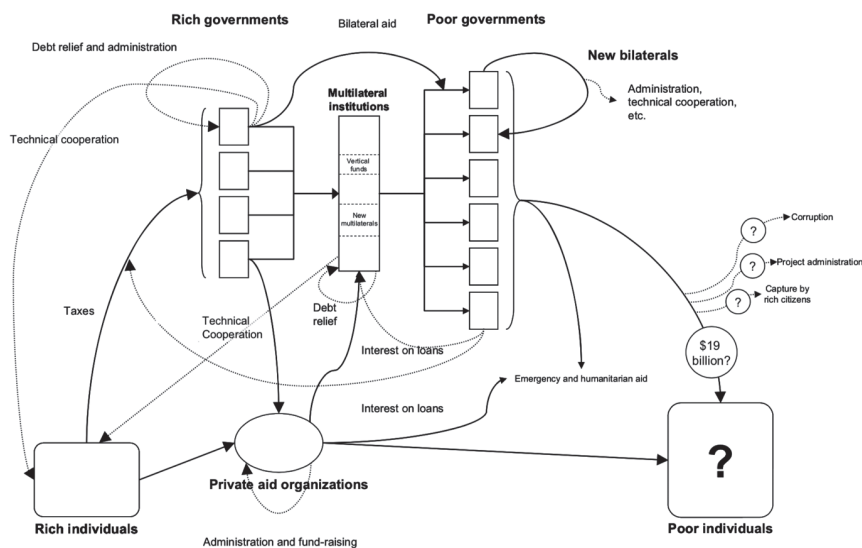 Rich governments
Poor governments
Bilateral aid
Debt relief and administration
New bilaterals
Multilateral
institutions
Administration,
technical cooperation,
etc.
Technical cooperation
Vertical
funds
New
multilaterals
?
Corruption
?
Project administration
?
Capture by
rich citizens
Taxes
Technical
Cooperation
Debt
relief
Interest on loans
$19
billion?
Emergency and humanitarian aid
Interest on loans
?
Private aid organizations
Rich individuals
Poor individuals
Administration and fund-raising